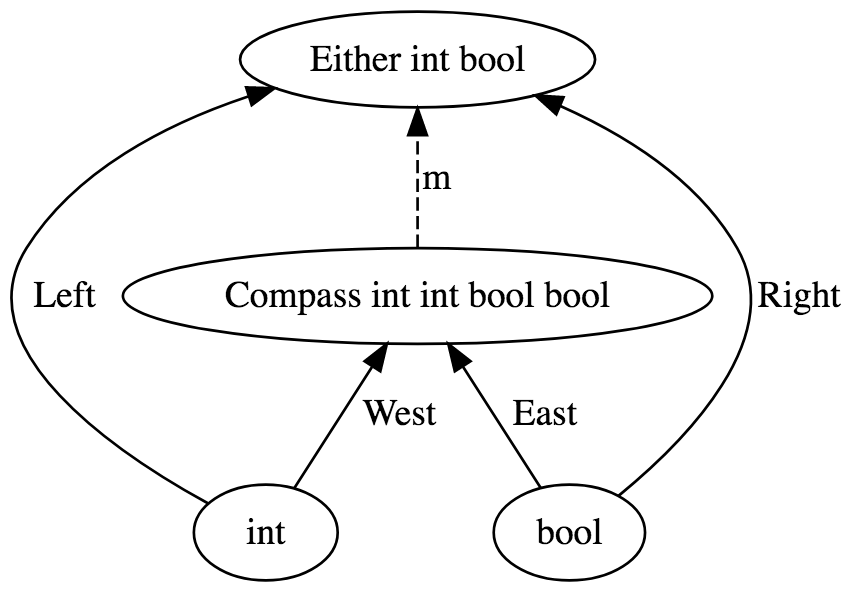 Either int bool
m
Left
Compass int int bool bool
Right
West
East
int
bool